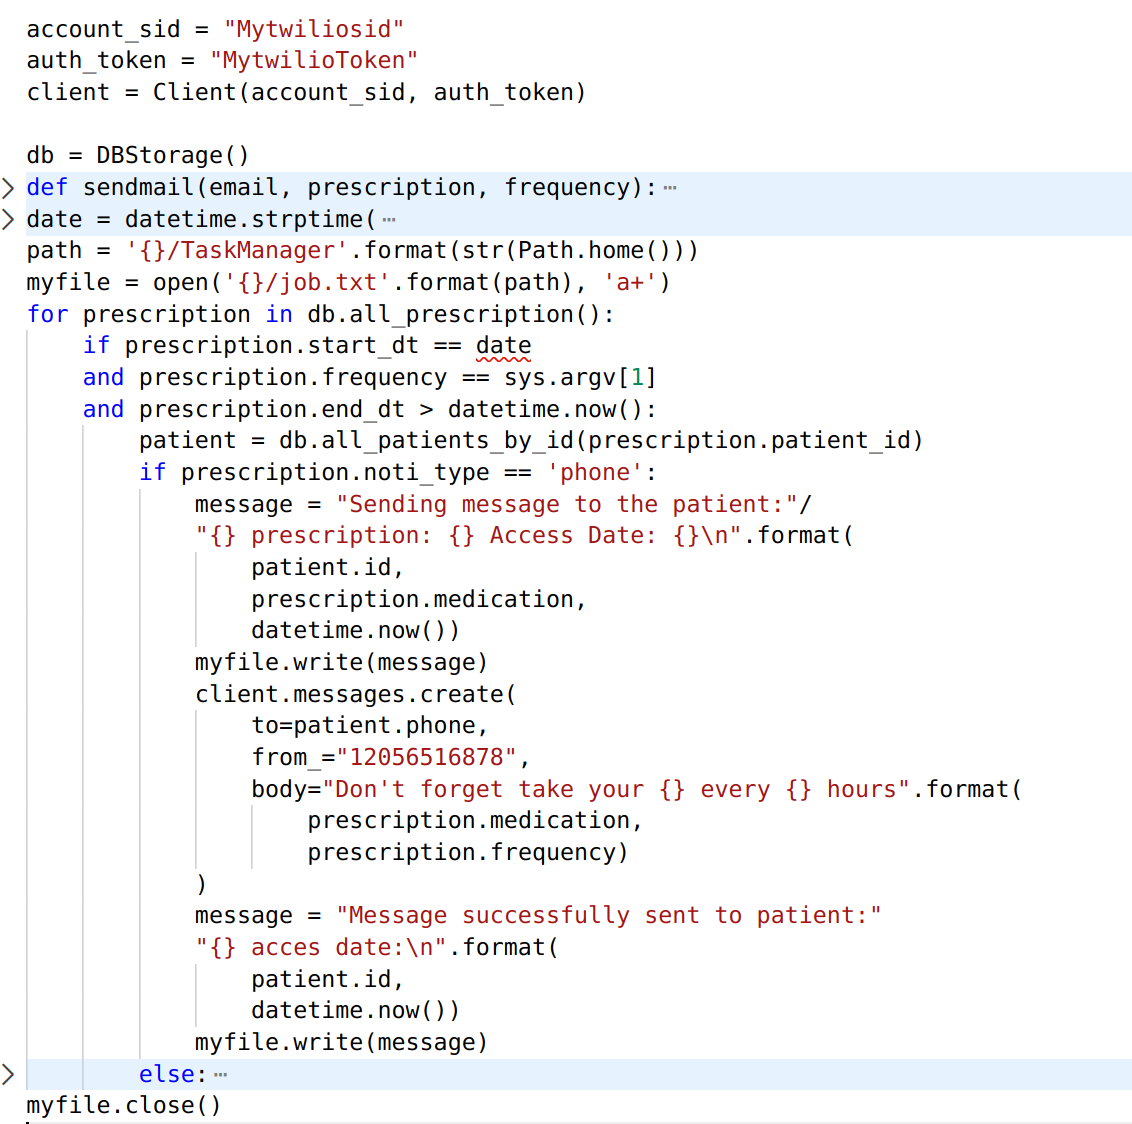 account_sid = "Mytwiliosid"
auth_token = "MytwilioToken"
client = Client(account_sid, auth_token)

db = DBStorage()
def sendmail(email, prescription, frequency): ⋯
date = datetime.strptime( ⋯
path = '{}/TaskManager'.format(str(Path.home()))
myfile = open('{}/job.txt'.format(path), 'a+')
for prescription in db.all_prescription():
    if prescription.start_dt == date
    and prescription.frequency == sys.argv[1]
    and prescription.end_dt > datetime.now():
        patient = db.all_patients_by_id(prescription.patient_id)
        if prescription.noti_type == 'phone':
            message = "Sending message to the patient:"/
            "{} prescription: {} Access Date: {}\n".format(
                patient.id,
                prescription.medication,
                datetime.now())
            myfile.write(message)
            client.messages.create(
                to=patient.phone,
                from_="12056516878",
                body="Don't forget take your {} every {} hours".format(
                    prescription.medication,
                    prescription.frequency)
            )
            message = "Message successfully sent to patient:"
            "{} acces date:\n".format(
                patient.id,
                datetime.now())
            myfile.write(message)
        else: ⋯
myfile.close()